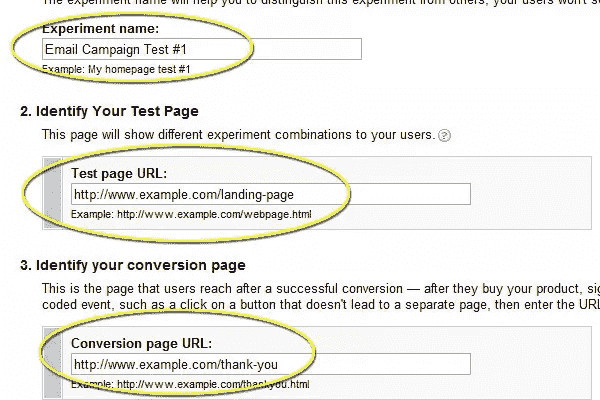 The experiment name will help you to distinguish this experiment from others; your users won't s
Experiment name:
Email Campaign Test #1
Example: My homepage test #1
2. Identify Your Test Page
This page will show different experiment combinations to your users. ?
Test page URL:
http://www.example.com/landing-page
Example: http://www.example.com/webpage.html
3. Identify your conversion page
This is the page that users reach after a successful conversion — after they buy your product, sig
coded event, such as a click on a button that doesn't lead to a separate page, then enter the URL
Conversion page URL:
http://www.example.com/thank-you
Example: http://www.example.com/thankyou.html